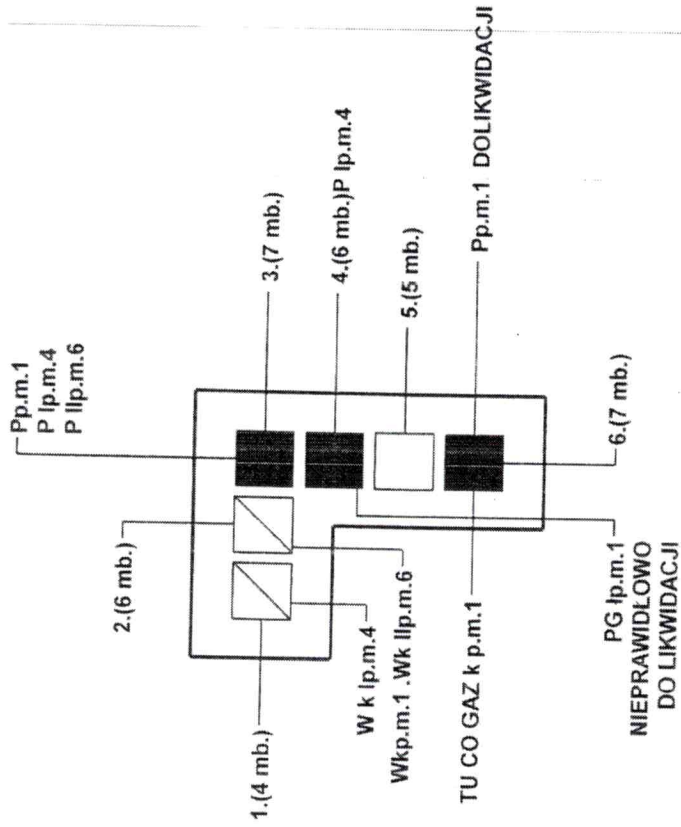 Pp.m.1
P Ip.m.4
P IIp.m.6
2.(6 mb.)
3.(7 mb.)
1.(4 mb.)
4.(6 mb.)P Ip.m.4
W k Ip.m.4
Wkp.m.1 .Wk IIp.m.6
5.(5 mb.)
TU CO GAZ k p.m.1
Pp.m.1 DOLIKWIDACJI
6.(7 mb.)
PG łp.m.1
NIEPRAWIDŁOWO
DO LIKWIDACJI